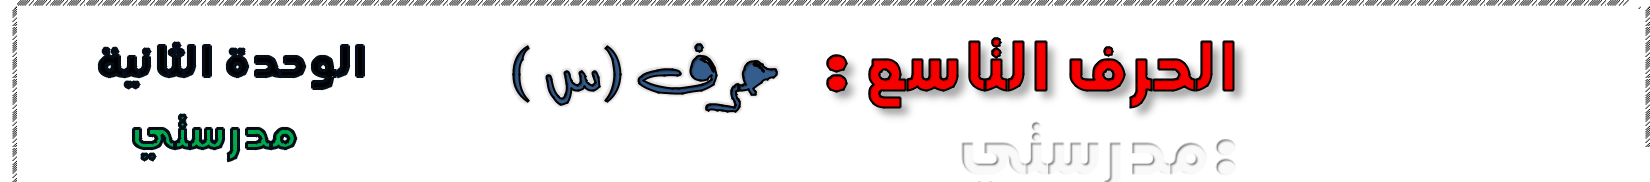 الحرف التاسع : حرف (س) الوحدة الثانية
:مدرستي مدرستي